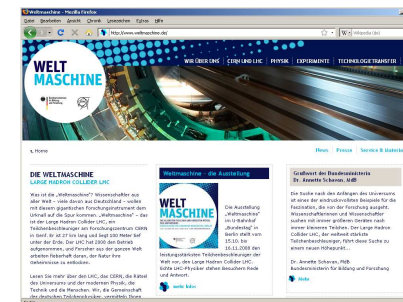 Weltmaschine - Mozilla Firefox
Datei Bearbeiten Ansicht Chronik Lesezeichen Extras Hilfe
http://www.weltmaschine.de/
Wikipedia (de)
WELT
MASCHINE
WIR ÜBER UNS CERN UND LHC PHYSIK EXPERIMENTE TECHNOLOGIETRANSFER
News Presse Service & Material
Home
DIE WELTMASCHINE
LARGE HADRON COLLIDER LHC
Was ist die „Weltmaschine"? Wissenschaftler aus
aller Welt – viele davon aus Deutschland – wollen
mit diesem gigantischen Forschungsinstrument dem
Urknall auf die Spur kommen. „Weltmaschine" – das
ist der Large Hadron Collider LHC, ein
Teilchenbeschleuniger am Forschungszentrum CERN
in Genf. Er ist 27 km lang und liegt 100 Meter tief
unter der Erde. Der LHC hat 2008 den Betrieb
aufgenommen, und Forscher aus der ganzen Welt
arbeiten fieberhaft daran, der Natur ihre
Geheimnisse zu entlocken.
Lesen Sie mehr über den LHC, das CERN, die Rätsel
des Universums und der modernen Physik, die
Technik und die Menschen. Wir, die Gemeinschaft
der deutschen Teilchenphysiker, vermitteln Ihnen
Weltmaschine - die Ausstellung
WELT
MASCHINE
Die Ausstellung
„Weltmaschine"
im U-Bahnhof
„Bundestag" in
Berlin stellt vom
15.10. bis
16.11.2008 den
leistungsstärksten Teilchenbeschleuniger der
Welt vor, den Large Hadron Collider LHC.
Echte LHC-Physiker stehen Besuchern Rede
und Antwort.
mehr Infos
Grußwort der Bundesministerin
Dr. Annette Schavan, MdB
Die Suche nach den Anfängen des Universums
ist eines der eindrucksvollsten Beispiele für die
Faszination, die von der Forschung ausgeht.
Wissenschaftlerinnen und Wissenschaftler
suchen mit immer größeren Geräten nach
immer kleineren Teilchen. Der Large Hadron
Collider LHC, der weltweit stärkste
Teilchenbeschleuniger, führt diese Suche zu
einem neuen Höhepunkt...
Dr. Annette Schavan, MdB
Bundesministerin für Bildung und Forschung
Mehr